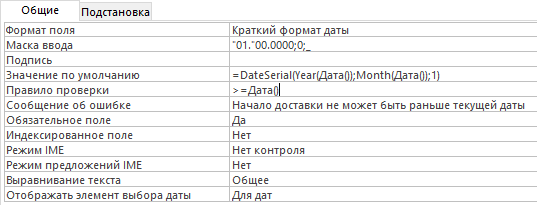 Общие Подстановка
Формат поля Краткий формат даты
Маска ввода "01."00.0000;0;_
Подпись
Значение по умолчанию =DateSerial(Year(Дата());Month(Дата());1)
Правило проверки >=Дата()
Сообщение об ошибке Начало доставки не может быть раньше текущей даты
Обязательное поле Да
Индексированное поле Нет
Режим IME Нет контроля
Режим предложений IME Нет
Выравнивание текста Общее
Отображать элемент выбора даты Для дат